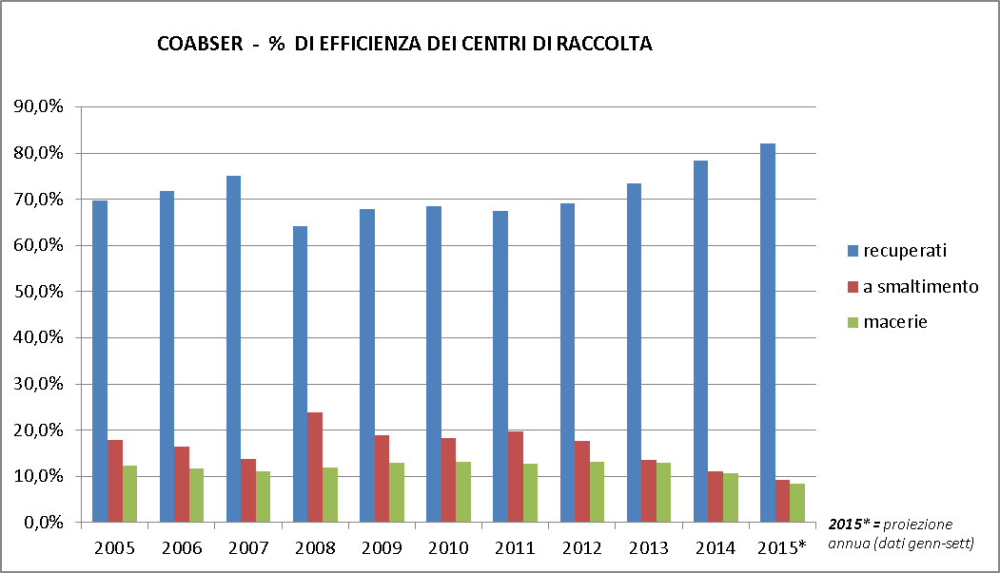 COABSER - % DI EFFICIENZA DEI CENTRI DI RACCOLTA
90,0%
80,0%
70,0%
60,0%
50,0%
40,0%
30,0%
20,0%
10,0%
0,0%
2005 2006 2007 2008 2009 2010 2011 2012 2013 2014 2015*
recuperati
a smaltimento
macerie
2015* = proiezione
annua (dati genn-sett)